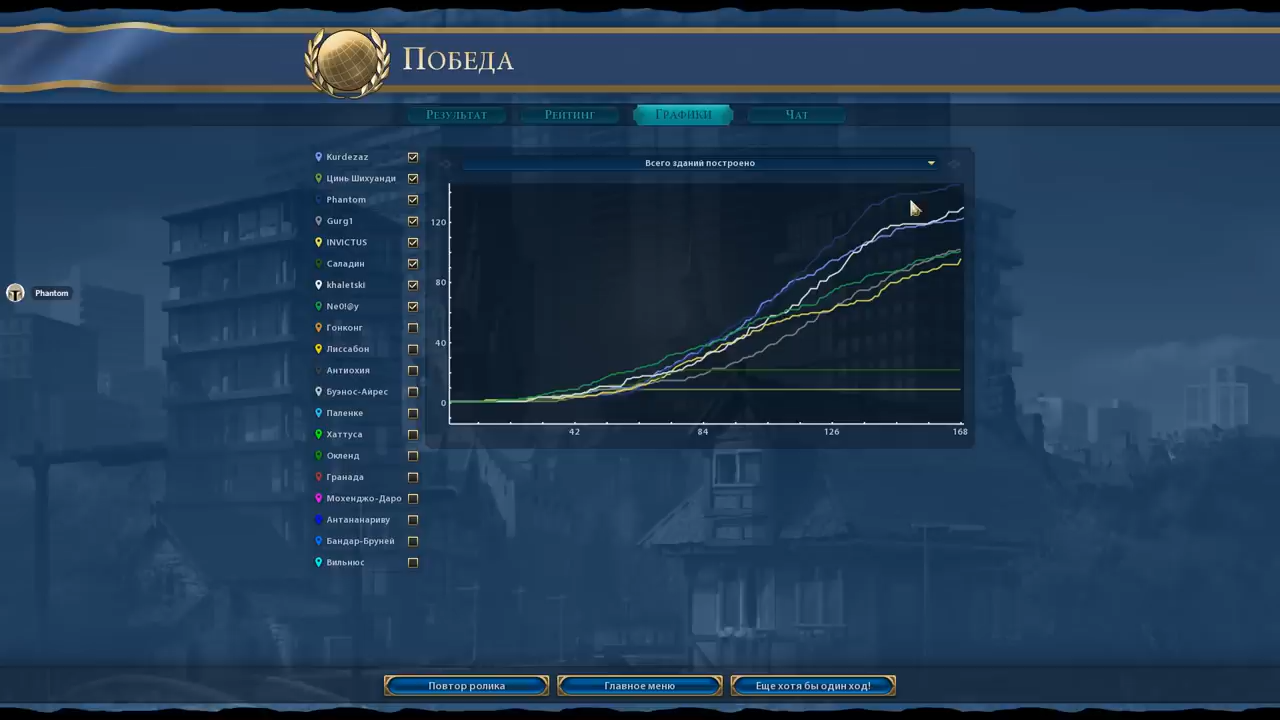 Победа
Результат
Рейтинг
Графики
Чат
Kurdezaz
Цинь Шихуанди
Phantom
Gurg1
INVICTUS
Саладин
khaletski
Ne0!@y
Гонконг
Лиссабон
Антиохия
Буэнос-Айрес
Паленке
Хаттуса
Окленд
Гранада
Мохенджо-Даро
Антананариву
Бандар-Бруней
Вильнюс
Phantom
Всего зданий построено
120
80
40
0
42
84
126
168
Повтор ролика
Главное меню
Еще хотя бы один ход!